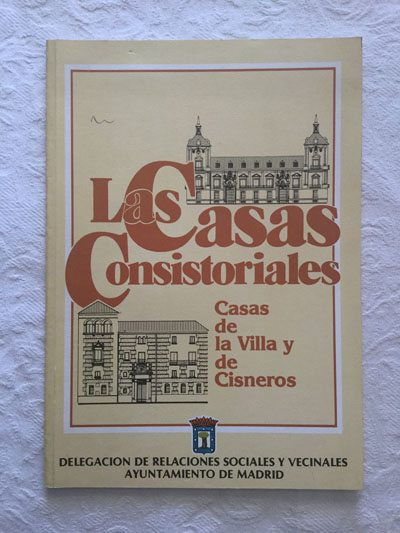 Las Casas
Consistoriales
Casas
de
la Villa y
de
Cisneros
DELEGACION DE RELACIONES SOCIALES Y VECINALES
AYUNTAMIENTO DE MADRID